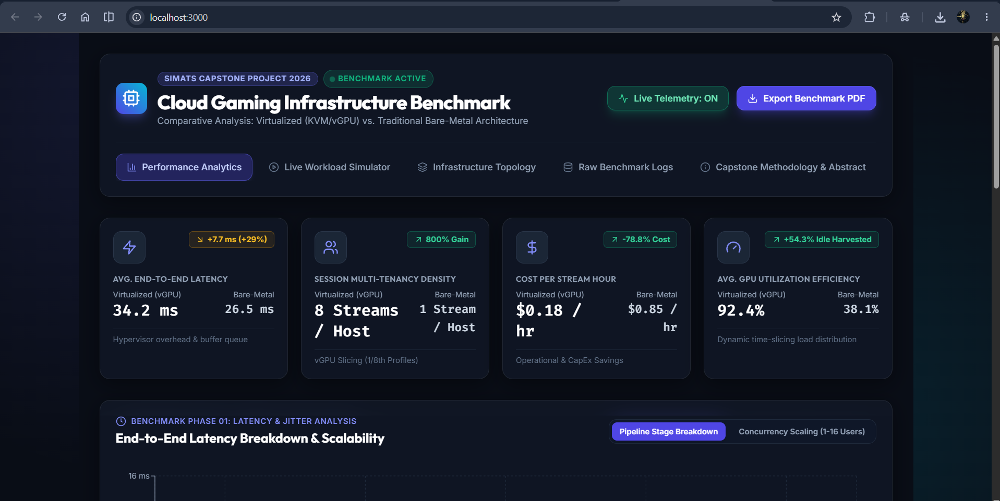 localhost:3000
SIMATS CAPSTONE PROJECT 2026
BENCHMARK ACTIVE
Cloud Gaming Infrastructure Benchmark
Comparative Analysis: Virtualized (KVM/vGPU) vs. Traditional Bare-Metal Architecture
Live Telemetry: ON
Export Benchmark PDF
Performance Analytics
Live Workload Simulator
Infrastructure Topology
Raw Benchmark Logs
Capstone Methodology & Abstract
+7.7 ms (+29%)
AVG. END-TO-END LATENCY
Virtualized (vGPU)
34.2 ms
Bare-Metal
26.5 ms
Hypervisor overhead & buffer queue
800% Gain
SESSION MULTI-TENANCY DENSITY
Virtualized (vGPU)
8 Streams
/ Host
Bare-Metal
1 Stream
/ Host
vGPU Slicing (1/8th Profiles)
-78.8% Cost
COST PER STREAM HOUR
Virtualized (vGPU)
$0.18 /
hr
Bare-Metal
$0.85 /
hr
Operational & CapEx Savings
+54.3% Idle Harvested
AVG. GPU UTILIZATION EFFICIENCY
Virtualized (vGPU)
92.4%
Bare-Metal
38.1%
Dynamic time-slicing load distribution
BENCHMARK PHASE 01: LATENCY & JITTER ANALYSIS
End-to-End Latency Breakdown & Scalability
Pipeline Stage Breakdown
Concurrency Scaling (1-16 Users)
16 ms